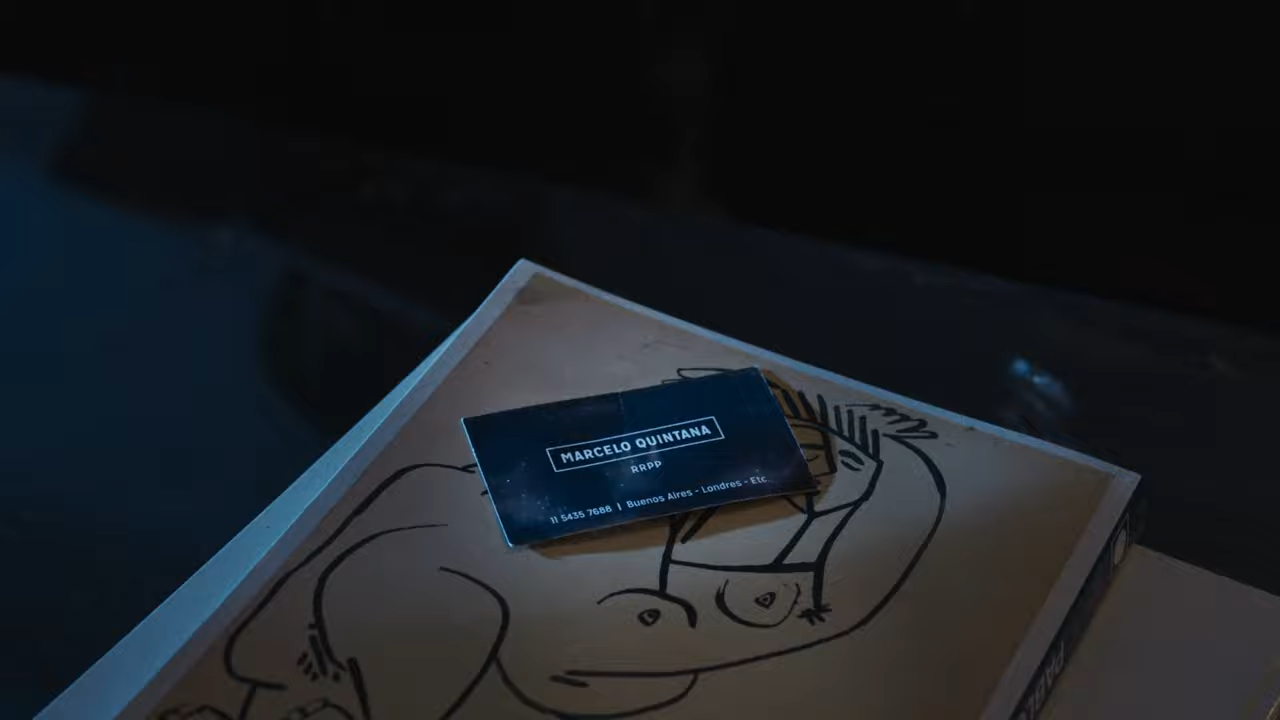 MARCELO QUINTANA
RRPP
11 5435 7688 | Buenos Aires - Londres - Etc.